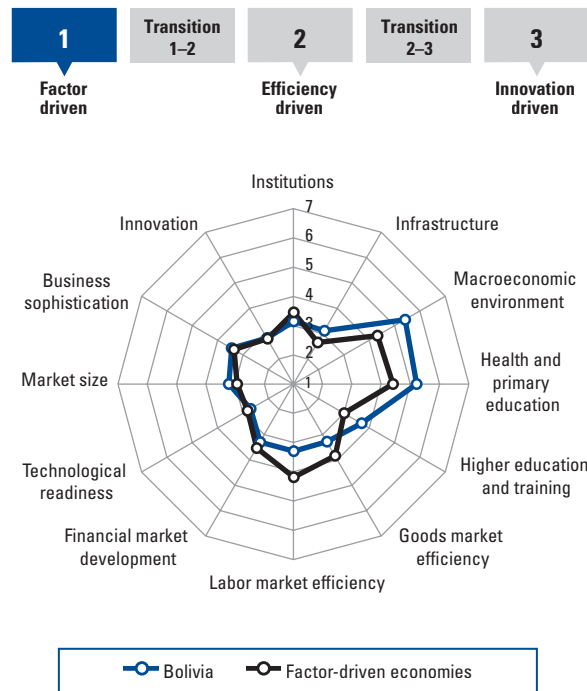 1
Transition
1–2
2
Transition
2–3
3
Factor
driven
Efficiency
driven
Innovation
driven
Institutions
7
Innovation
Infrastructure
6
5
Business
sophistication
Macroeconomic
environment
4
3
2
Market size
1
Health and
primary
education
Technological
readiness
Higher education
and training
Financial market
development
Goods market
efficiency
Labor market efficiency
Bolivia
Factor-driven economies